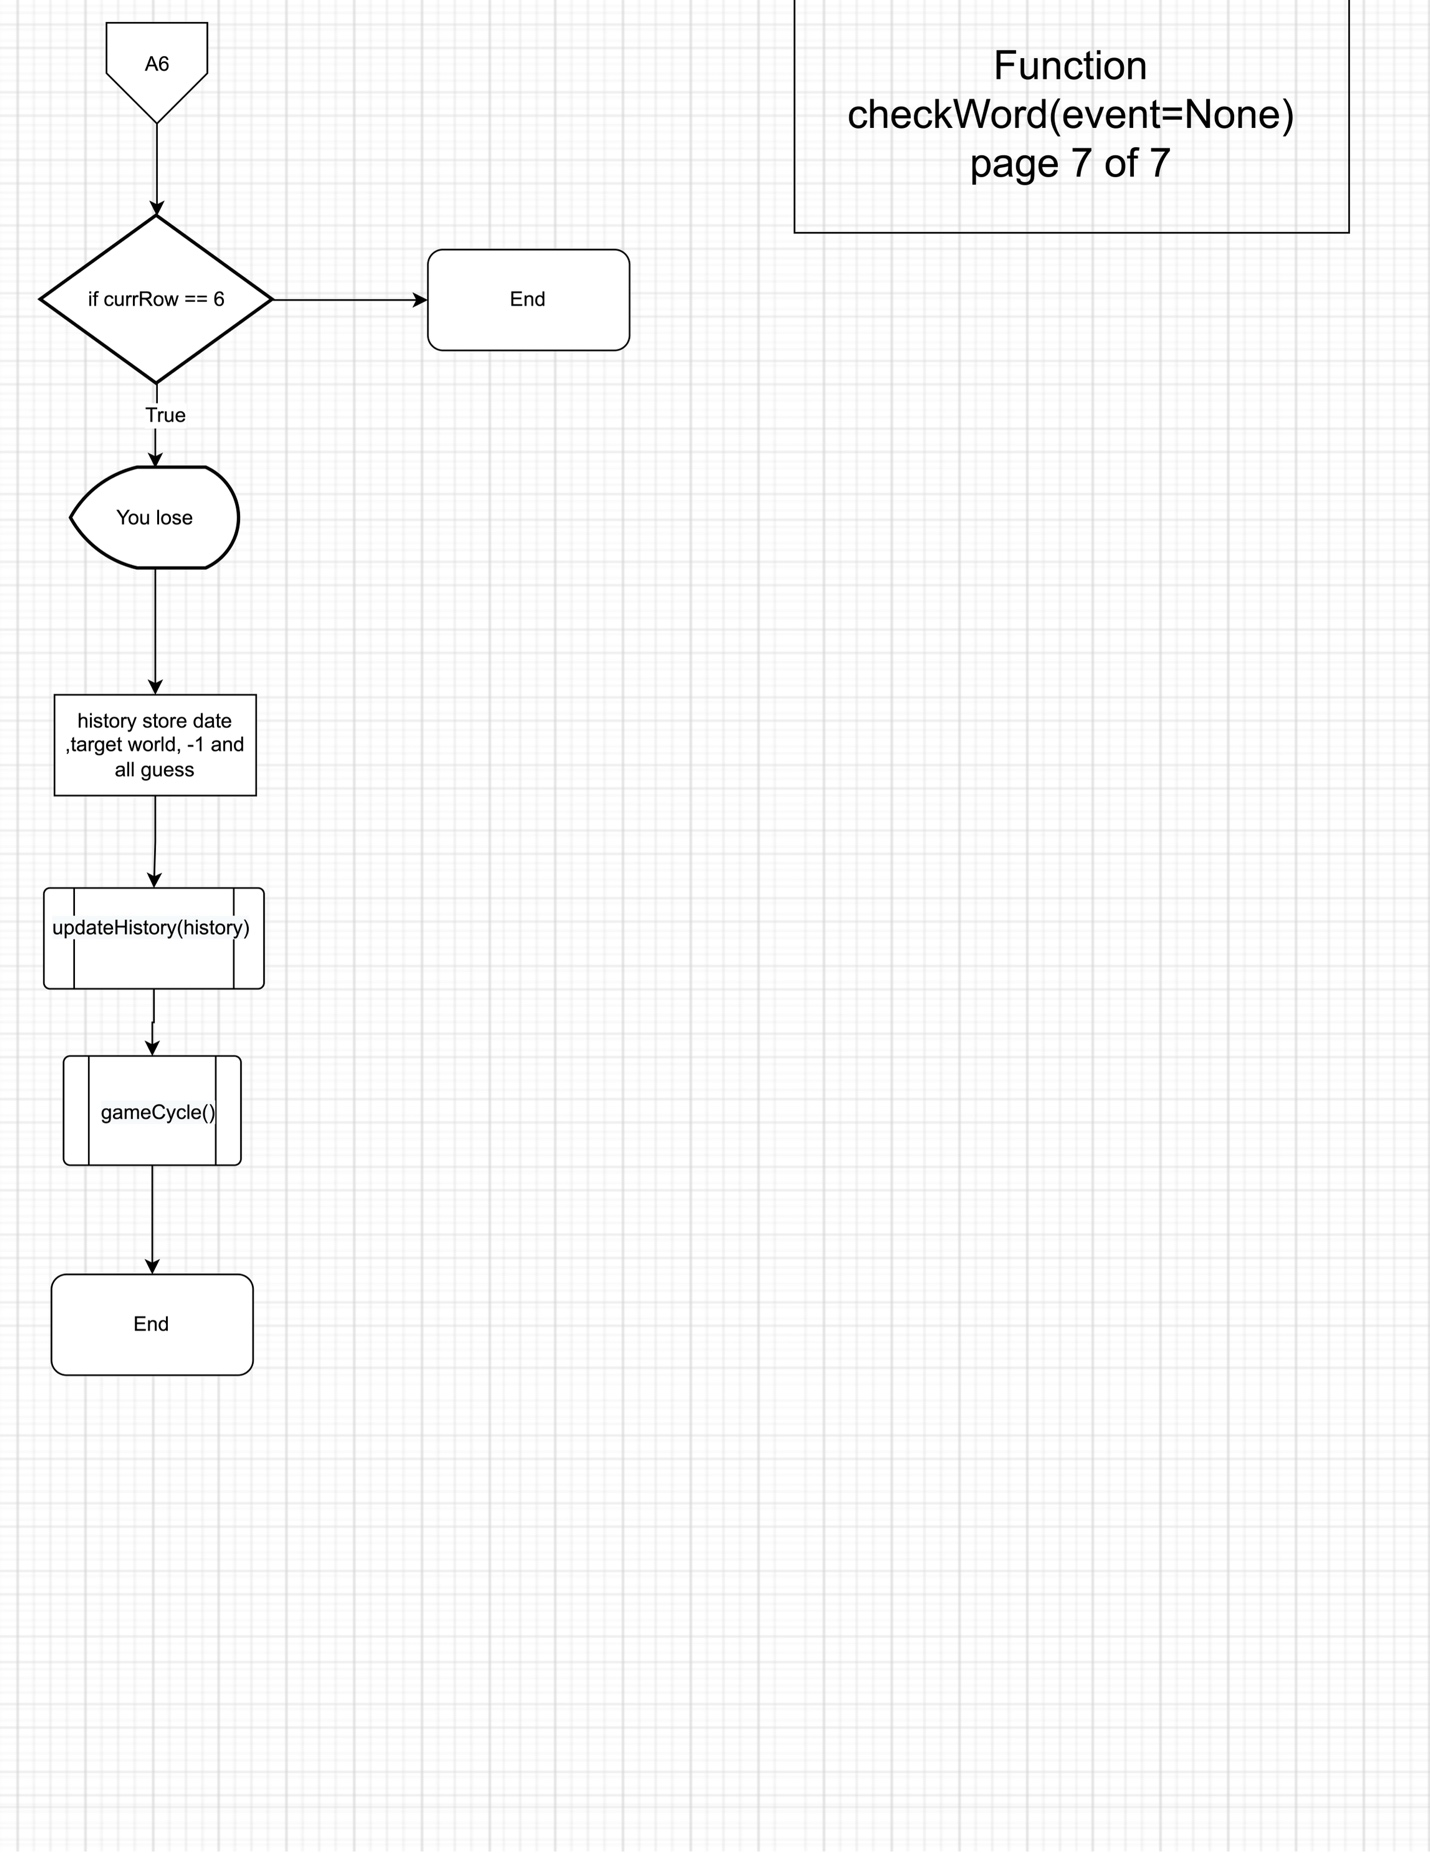 A6
Function
checkWord(event=None)
page 7 of 7
if currRow == 6
End
True
You lose
history store date
,target world, -1 and
all guess
updateHistory(history)
gameCycle()
End